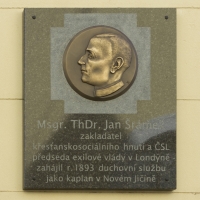 Msgr. ThDr. Jan Šrámek
zakladatel
křesťanskosociálního hnutí a ČSL
předseda exilové vlády v Londýně
zahájil r. 1893 duchovní službu
jako kaplan v Novém Jičíně